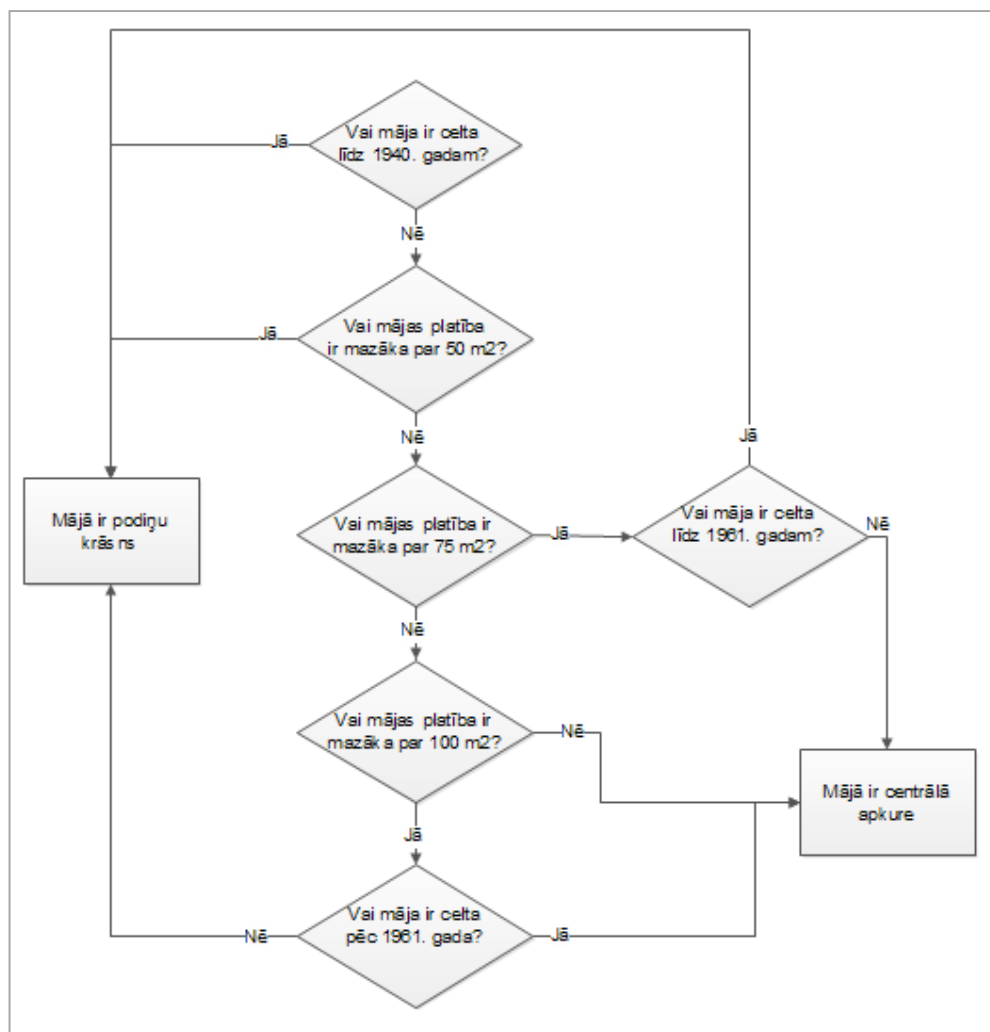 Vai māja ir celta
līdz 1940. gadam?
Jā
Nē
Vai mājas platība
ir mazāka par 50 m2?
Jā
Nē
Mājā ir podiņu
krāsns
Vai mājas platība ir
mazāka par 75 m2?
Jā
Vai māja ir celta
līdz 1961. gadam?
Jā
Nē
Nē
Vai mājas platība ir
mazāka par 100 m2?
Nē
Mājā ir centrālā
apkure
Jā
Vai māja ir celta
pēc 1961. gada?
Nē
Jā